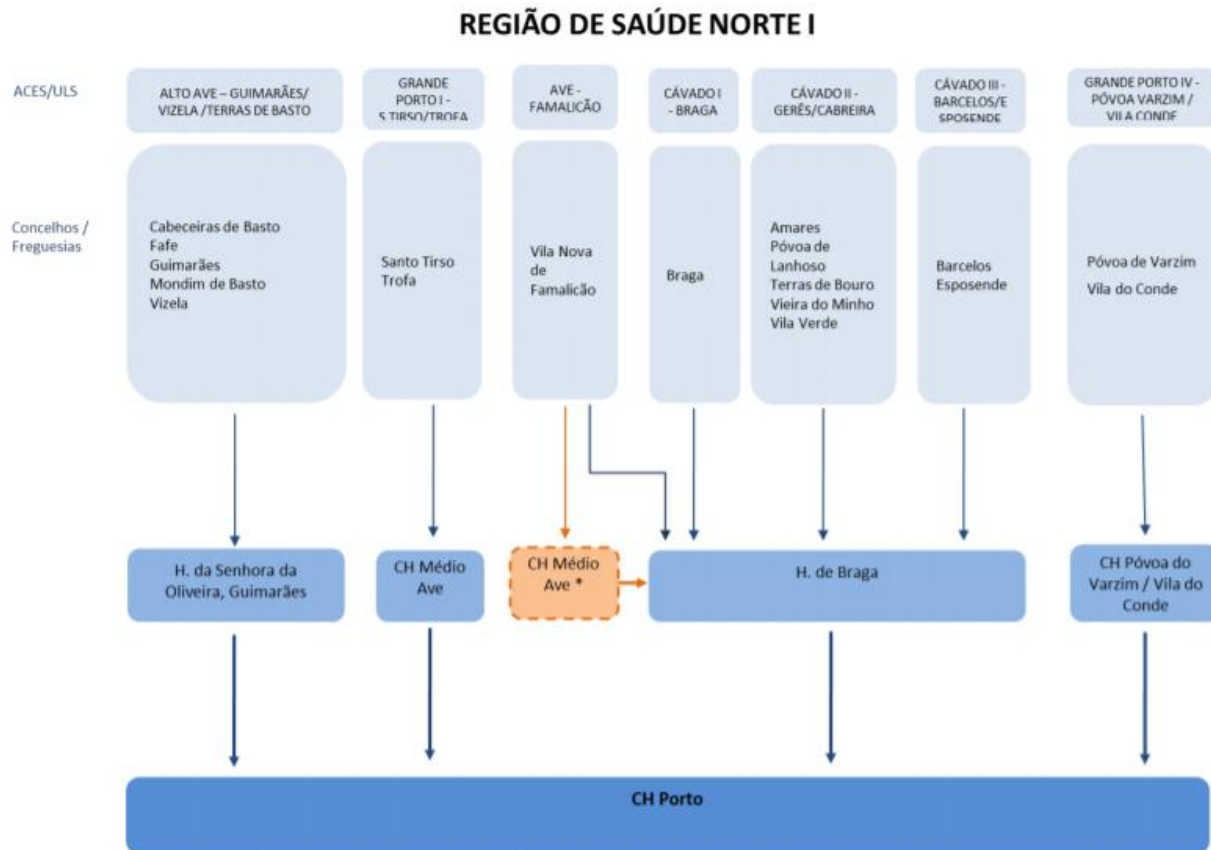 REGIÃO DE SAÚDE NORTE I
ACES/ULS
ALTO AVE – GUIMARÃES/
VIZELA /TERRAS DE BASTO
GRANDE
PORTO I -
S.TIRSO/TROFA
AVE -
FAMALICÃO
CÁVADO I
- BRAGA
CÁVADO II -
GERÊS/CABREIRA
CÁVADO III -
BARCELOS/E
SPOSENDE
GRANDE PORTO IV -
PÓVOA VARZIM /
VILA CONDE
Concelhos /
Freguesias
Cabeceiras de Basto
Fafe
Guimarães
Mondim de Basto
Vizela
Santo Tirso
Trofa
Vila Nova
de
Famalicão
Braga
Amares
Póvoa de
Lanhoso
Terras de Bouro
Vieira do Minho
Vila Verde
Barcelos
Esposende
Póvoa de Varzim
Vila do Conde
H. da Senhora da
Oliveira, Guimarães
CH Médio
Ave
CH Médio
Ave *
H. de Braga
CH Póvoa do
Varzim / Vila do
Conde
CH Porto